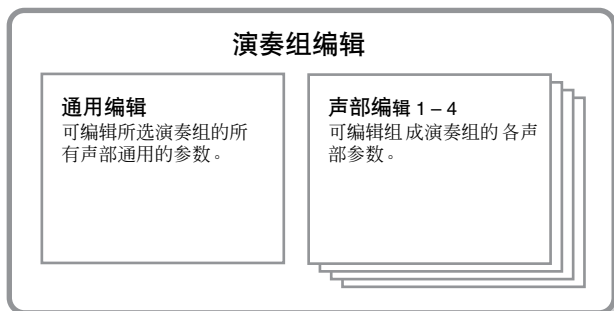 演奏组编辑
通用编辑
可编辑所选演奏组的所
有声部通用的参数。
声部编辑 1 – 4
可编辑组成演奏组的各声
部参数。